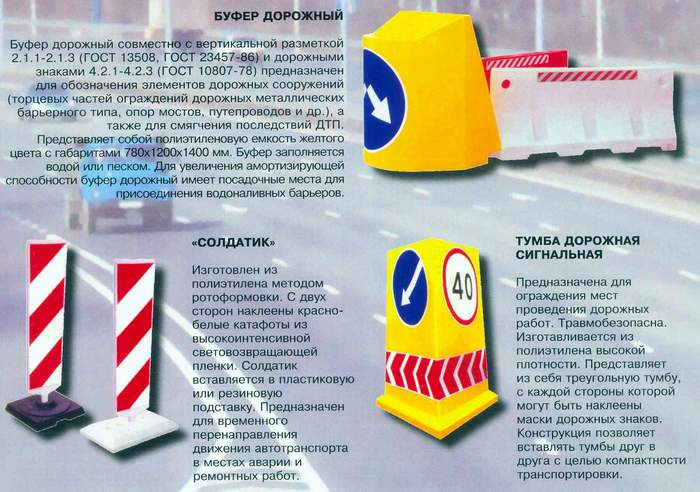 БУФЕР ДОРОЖНЫЙ
Буфер дорожный совместно с вертикальной разметкой
2.1.1-2.1.3 (ГОСТ 13508, ГОСТ 23457-86) и дорожными
знаками 4.2.1-4.2.3 (ГОСТ 10807-78) предназначен
для обозначения элементов дорожных сооружений
(торцевых частей ограждений дорожных металлических
барьерного типа, опор мостов, путепроводов и др.), а
также для смягчения последствий ДТП.
Представляет собой полиэтиленовую емкость желтого
цвета с габаритами 780х1200х1400 мм. Буфер заполняется
водой или песком. Для увеличения амортизирующей
способности буфер дорожный имеет посадочные места для
присоединения водоналивных барьеров.
«СОЛДАТИК»
Изготовлен из
полиэтилена методом
ротоформовки. С двух
сторон наклеены красно-
белые катафоты из
высокоинтенсивной
световозвращающей
пленки. Солдатик
вставляется в пластиковую
или резиновую
подставку. Предназначен
для временного
перенаправления
движения автотранспорта
в местах аварии и
ремонтных работ.
40
ТУМБА ДОРОЖНАЯ
СИГНАЛЬНАЯ
Предназначена для
ограждения мест
проведения дорожных
работ. Травмобезопасна.
Изготавливается из
полиэтилена высокой
плотности. Представляет
из себя треугольную тумбу,
с каждой стороны которой
могут быть наклеены
маски дорожных знаков.
Конструкция позволяет
вставлять тумбы друг в
друга с целью компактности
транспортировки.